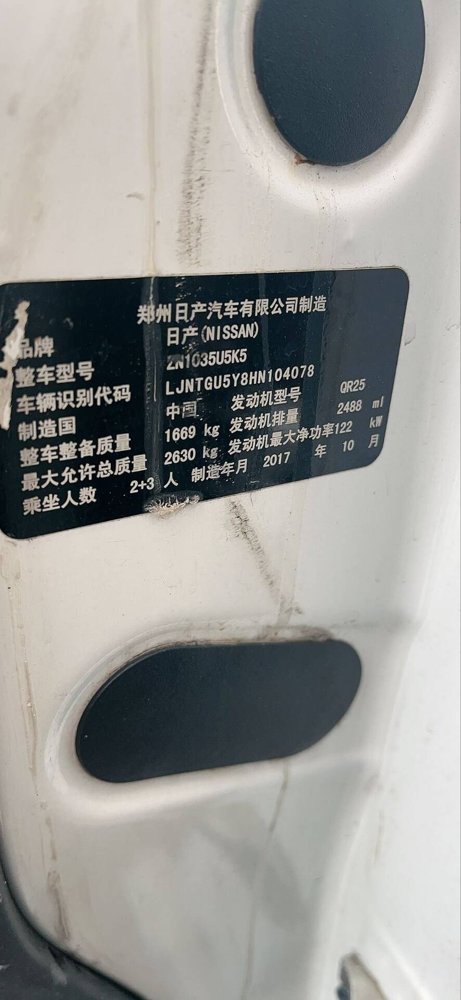 郑州日产汽车有限公司制造
品牌 日产(NISSAN)
整车型号 ZN1035U5K5
车辆识别代码 LJNTGU5Y8HN104078
制造国 中国 发动机型号 QR25
整车整备质量 1669 kg 发动机排量 2488 ml
最大允许总质量 2630 kg 发动机最大净功率122 kW
乘坐人数 2+3 人 制造年月 2017 年 10 月